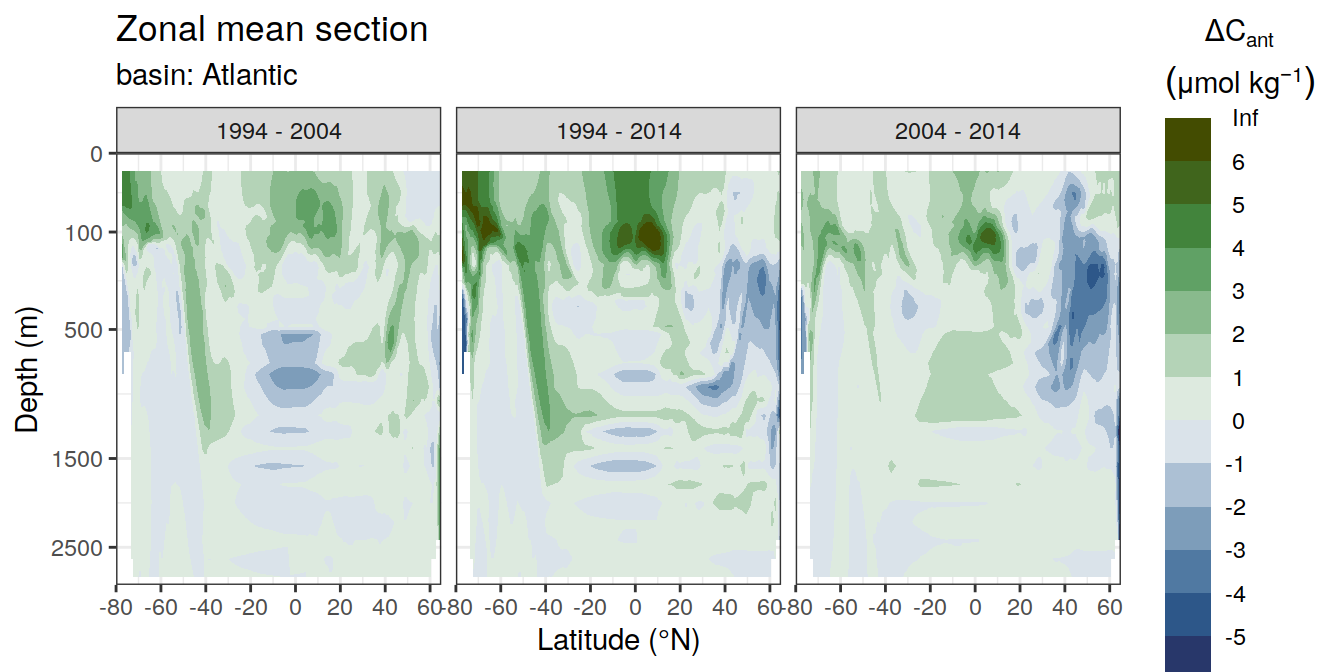 Zonal mean section
basin: Atlantic
1994 - 2004
1994 - 2014
2004 - 2014
0
100
500
1500
2500
Depth (m)
-80 -60 -40 -20 0 20 40 60
-80 -60 -40 -20 0 20 40 60
-80 -60 -40 -20 0 20 40 60
Latitude (°N)
ΔCant
(μmol kg⁻¹)
Inf
6
5
4
3
2
1
0
-1
-2
-3
-4
-5